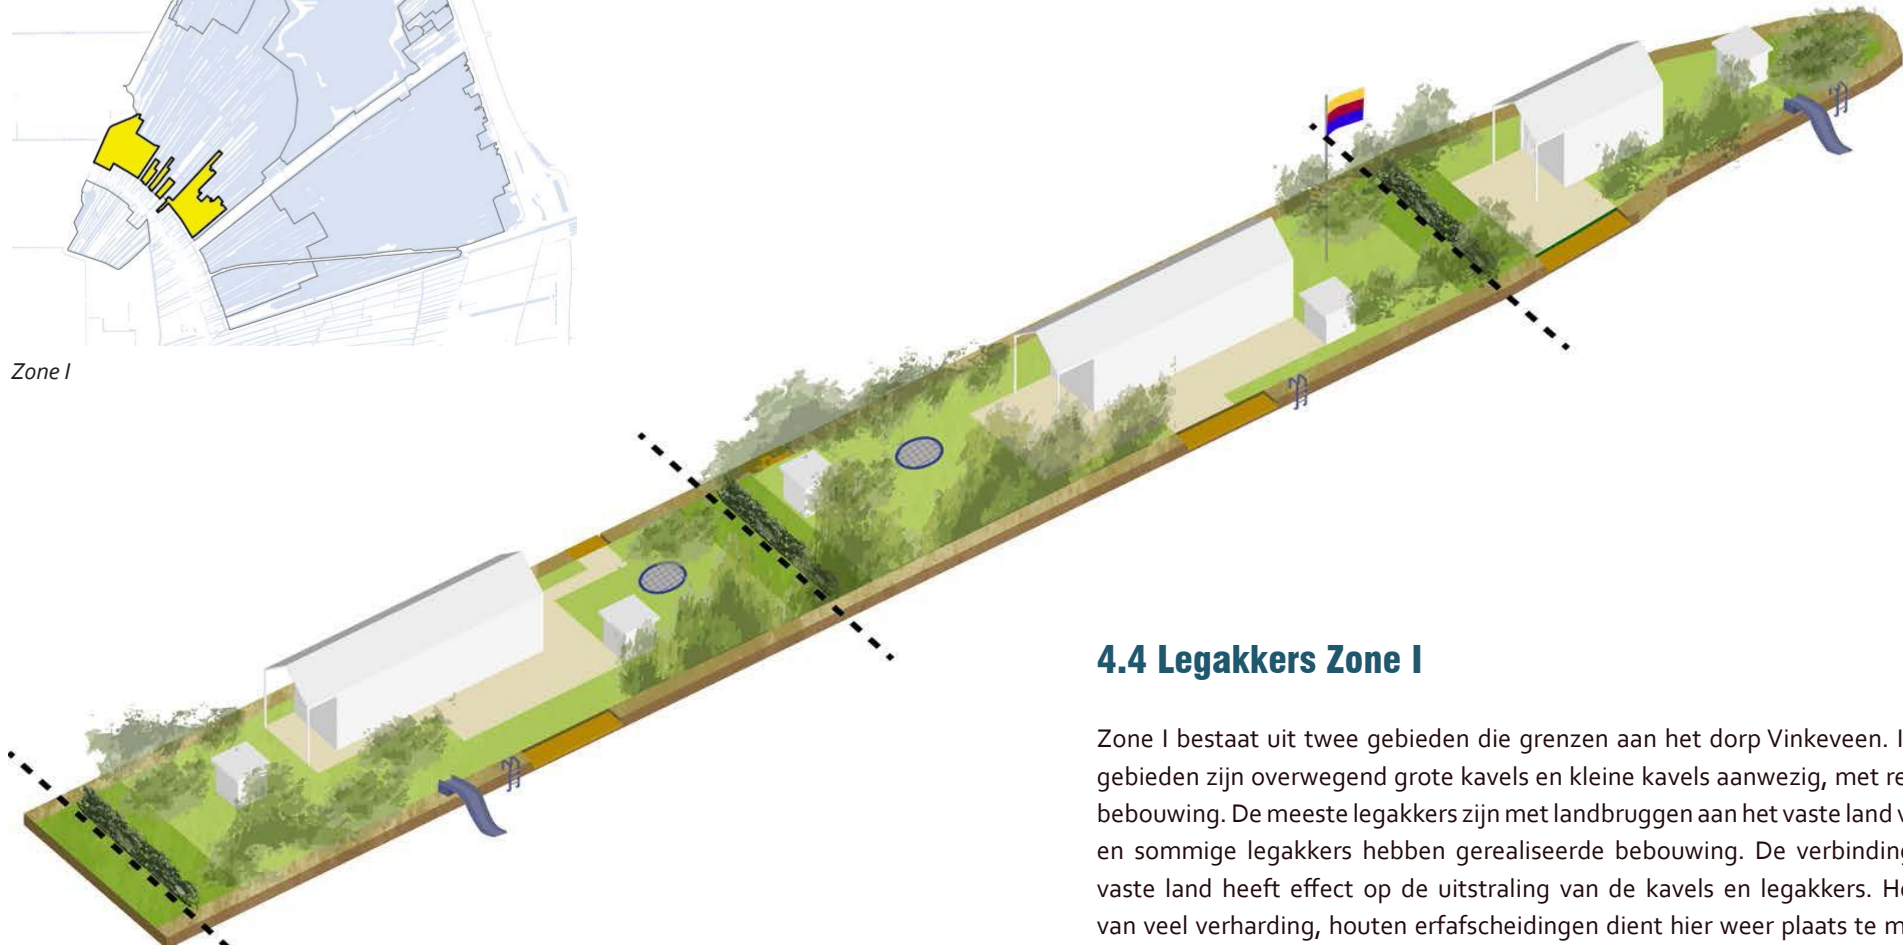 Zone I
4.4 Legakkers Zone I
Zone I bestaat uit twee gebieden die grenzen aan het dorp Vinkeveen.
gebieden zijn overwegend grote kavels en kleine kavels aanwezig, met
bebouwing. De meeste legakkers zijn met landbruggen aan het vaste land
en sommige legakkers hebben gerealiseerde bebouwing. De
vaste land heeft effect op de uitstraling van de kavels en legakkers.
van veel verharding, houten erfafscheidingen dient hier weer plaats te